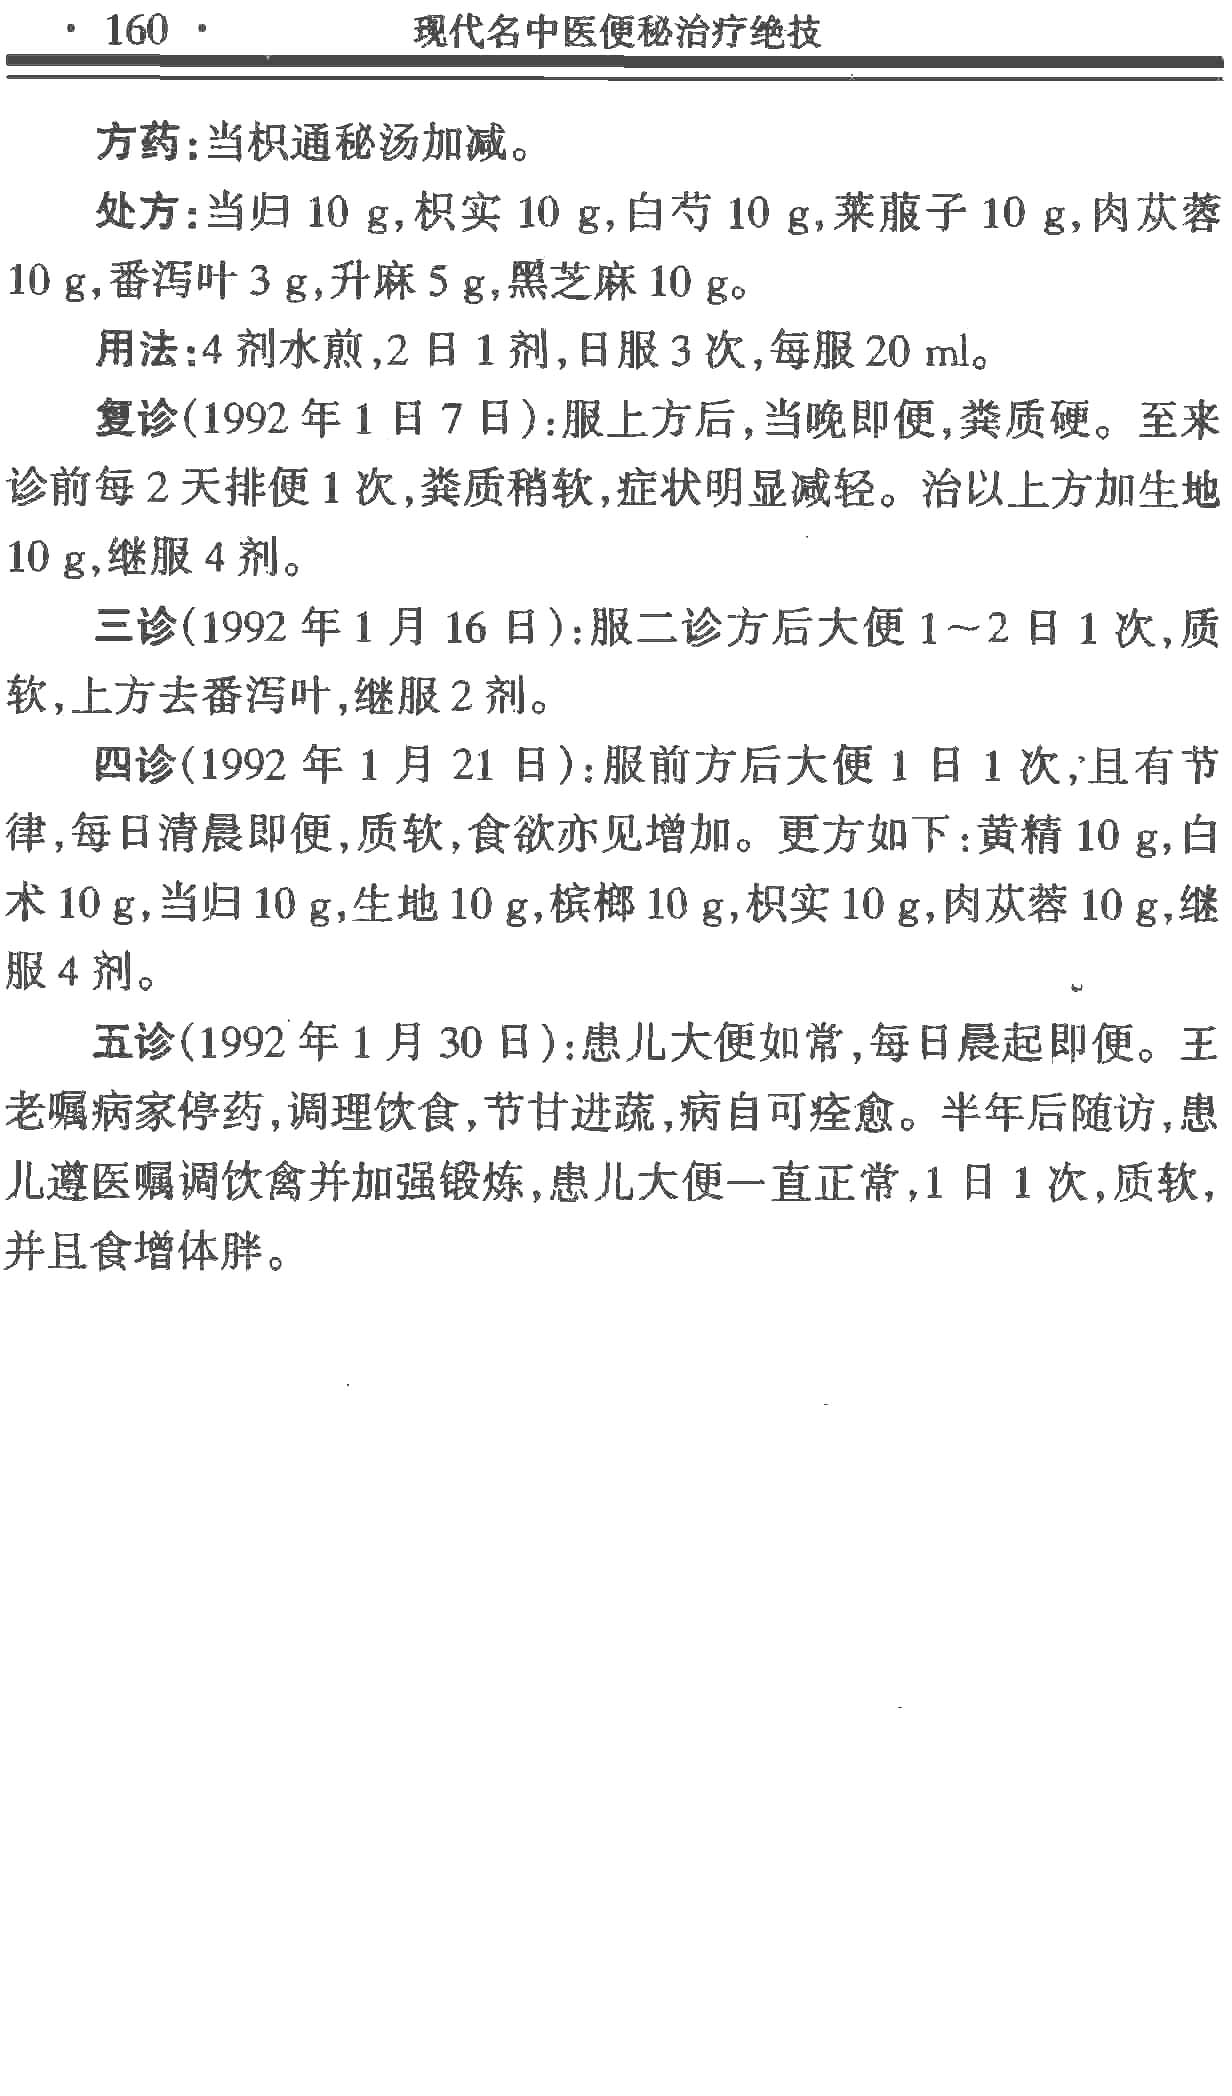 · 160 · 现代名中医便秘治疗绝技
方药:当枳通秘汤加减。
处方:当归 10 g,枳实 10 g,白芍 10 g,莱菔子 10 g,肉苁蓉
10 g,番泻叶 3 g,升麻 5 g,黑芝麻 10 g。
用法:4 剂水煎,2 日 1 剂,日服 3 次,每服 20 ml。
复诊(1992 年 1 日 7 日):服上方后,当晚即便,粪质硬。至来
诊前每 2 天排便 1 次,粪质稍软,症状明显减轻。治以上方加生地
10 g,继服 4 剂。
三诊(1992 年 1 月 16 日):服二诊方后大便 1～2 日 1 次,质
软,上方去番泻叶,继服 2 剂。
四诊(1992 年 1 月 21 日):服前方后大便 1 日 1 次,且有节
律,每日清晨即便,质软,食欲亦见增加。更方如下:黄精 10 g,白
术 10 g,当归 10 g,生地 10 g,槟榔 10 g,枳实 10 g,肉苁蓉 10 g,继
服 4 剂。
五诊(1992 年 1 月 30 日):患儿大便如常,每日晨起即便。王
老嘱病家停药,调理饮食,节甘进蔬,病自可痊愈。半年后随访,患
儿遵医嘱调饮禽并加强锻炼,患儿大便一直正常,1 日 1 次,质软,
并且食增体胖。